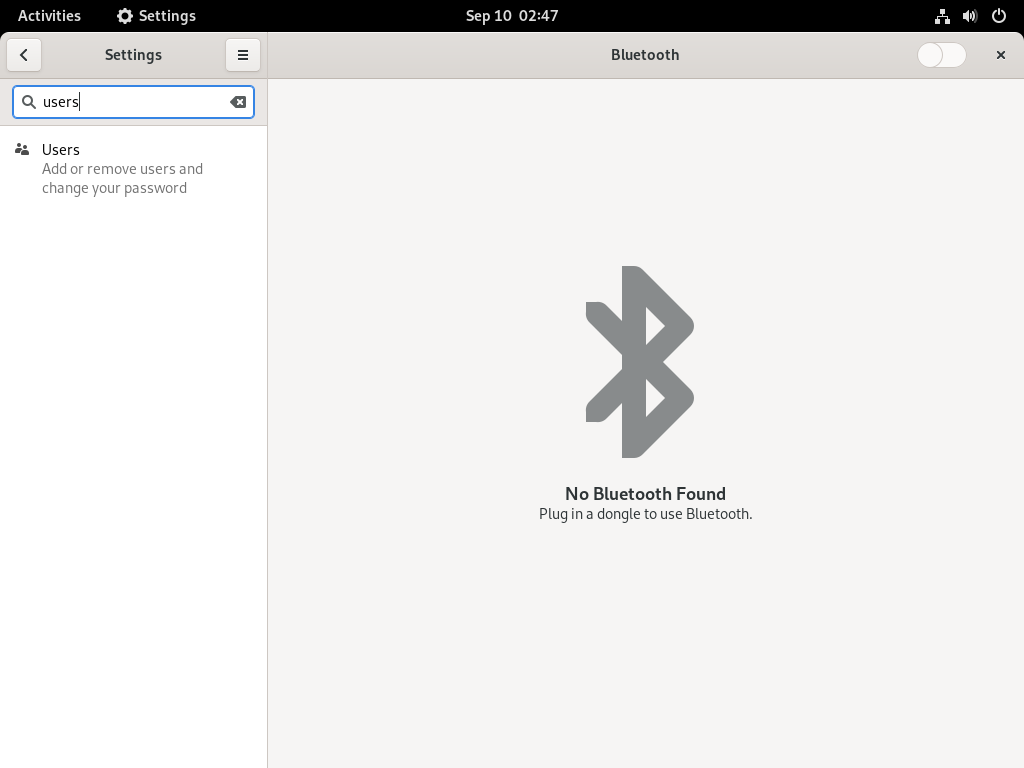 Activities
Settings
Sep 10 02:47
Settings
Bluetooth
users
Users
Add or remove users and
change your password
No Bluetooth Found
Plug in a dongle to use Bluetooth.